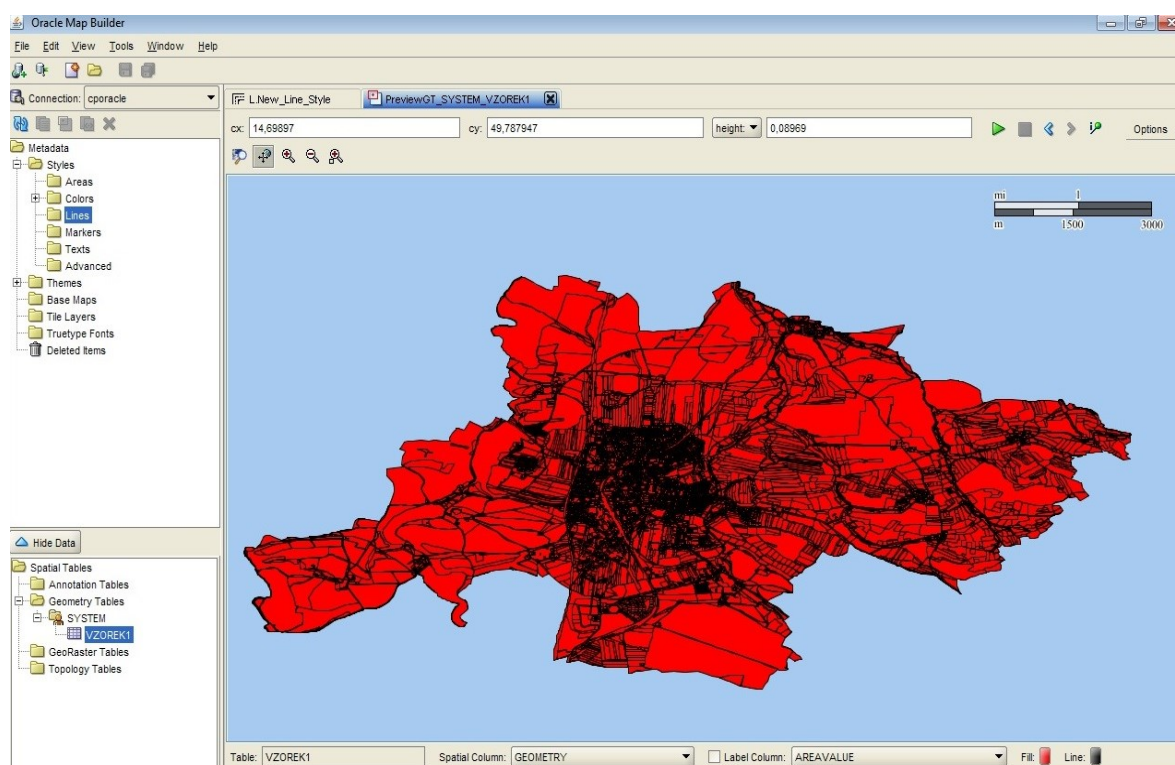 Oracle Map Builder
File Edit View Tools Window Help
Connection: cporacle
L.New_Line_Style
PreviewGT_SYSTEM_VZOREK1
cx: 14,69897
cy: 49,787947
height: 0,08969
Options
Metadata
Styles
Areas
Colors
Lines
Markers
Texts
Advanced
Themes
Base Maps
Tile Layers
Truetype Fonts
Deleted Items
mi 1
m 1500 3000
Hide Data
Spatial Tables
Annotation Tables
Geometry Tables
SYSTEM
VZOREK1
GeoRaster Tables
Topology Tables
Table: VZOREK1
Spatial Column: GEOMETRY
Label Column: AREAVALUE
Fill:
Line: